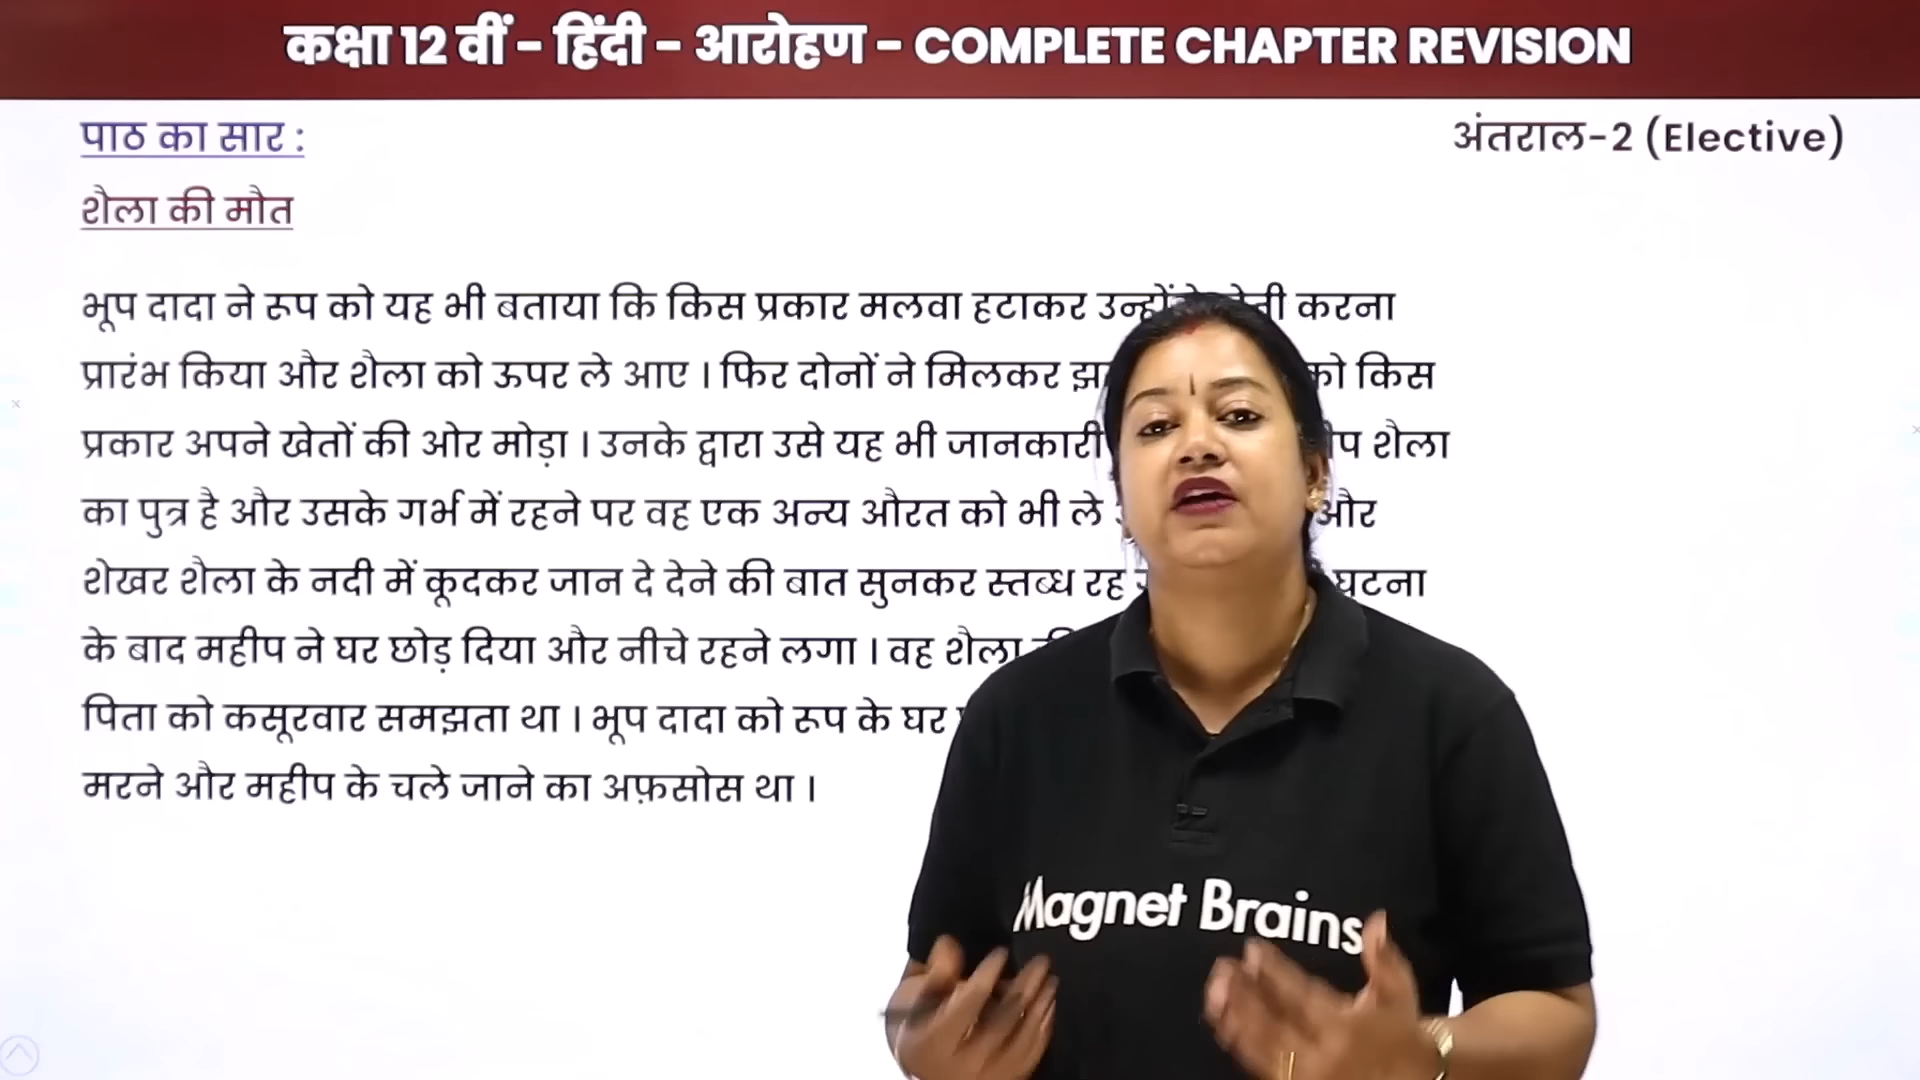 कक्षा 12 वीं - हिंदी - आरोहण - COMPLETE CHAPTER REVISION
पाठ का सार :
अंतराल-2 (Elective)
शैला की मौत
भूप दादा ने रूप को यह भी बताया कि किस प्रकार मलवा हटाकर करना
प्रारंभ किया और शैला को ऊपर ले आए । फिर दोनों ने मिलकर को किस
प्रकार अपने खेतों की ओर मोड़ा । उनके द्वारा उसे यह भी जानकारी शैला
का पुत्र है और उसके गर्भ में रहने पर वह एक अन्य औरत को भी ले और
शेखर शैला के नदी में कूदकर जान दे देने की बात सुनकर स्तब्ध रह घटना
के बाद महीप ने घर छोड़ दिया और नीचे रहने लगा । वह शैला
पिता को कसूरवार समझता था । भूप दादा को रूप के घर
मरने और महीप के चले जाने का अफ़सोस था ।
Magnet Brains